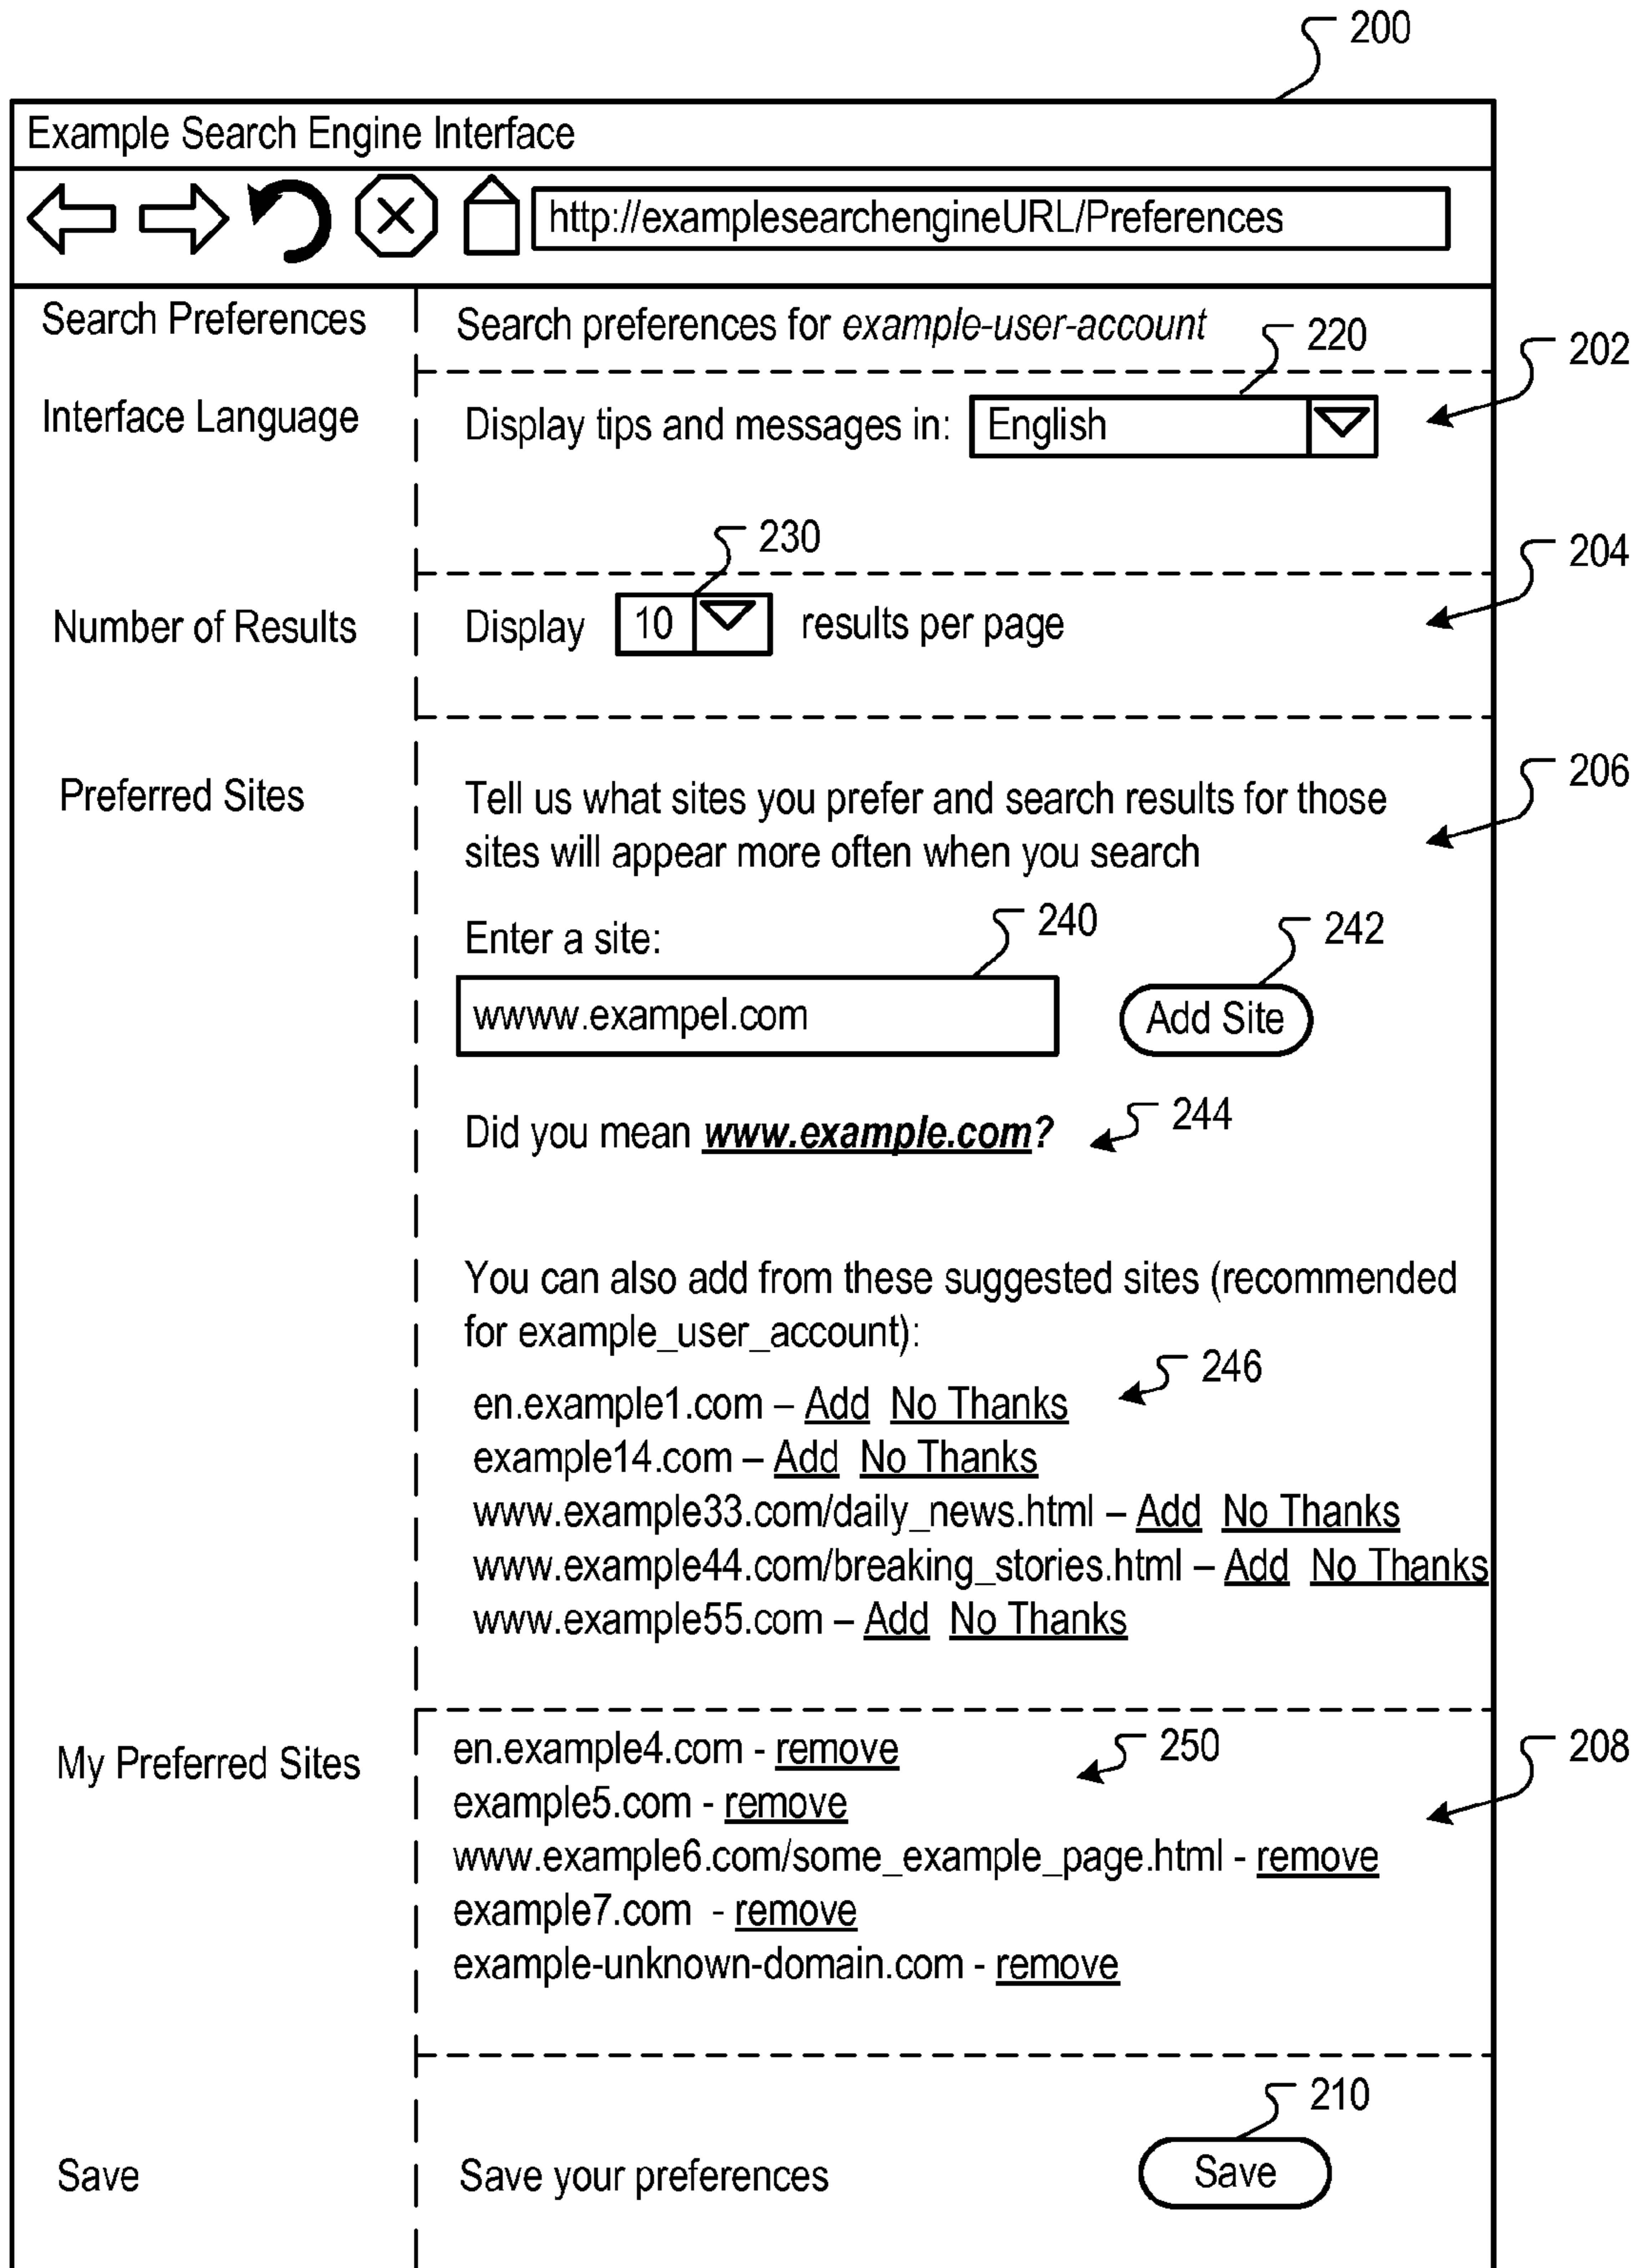 200
Example Search Engine Interface
http://examplesearchengineURL/Preferences
Search Preferences
Search preferences for example-user-account
220
202
Interface Language
Display tips and messages in: English
230
204
Number of Results
Display 10 results per page
206
Preferred Sites
Tell us what sites you prefer and search results for those
sites will appear more often when you search
Enter a site:
240
242
wwww.exampel.com
Add Site
Did you mean www.example.com?
244
You can also add from these suggested sites (recommended
for example_user_account):
246
en.example1.com – Add No Thanks
example14.com – Add No Thanks
www.example33.com/daily_news.html – Add No Thanks
www.example44.com/breaking_stories.html – Add No Thanks
www.example55.com – Add No Thanks
My Preferred Sites
en.example4.com - remove
250
208
example5.com - remove
www.example6.com/some_example_page.html - remove
example7.com - remove
example-unknown-domain.com - remove
210
Save
Save your preferences
Save